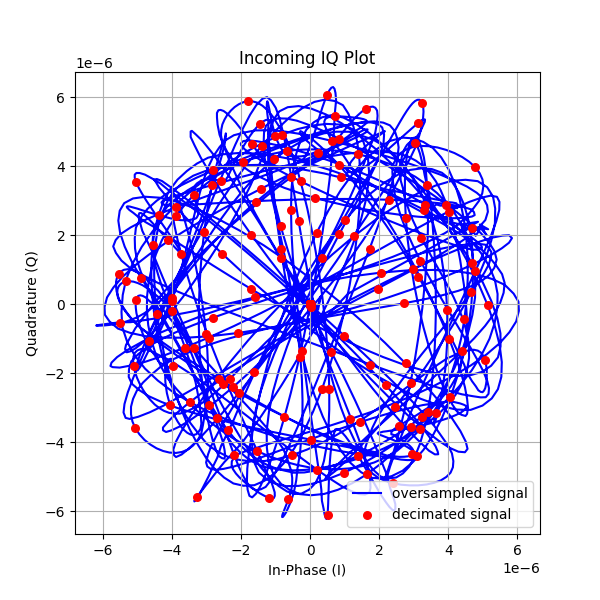 Incoming IQ Plot
1e−6
6
4
2
0
−2
−4
−6
Quadrature (Q)
oversampled signal
decimated signal
−6 −4 −2 0 2 4 6
In-Phase (I)
1e−6